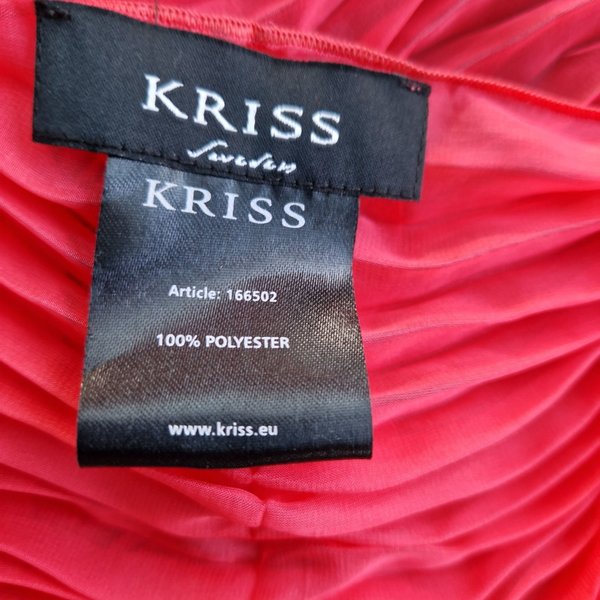 KRISS
Sweden
KRISS
Article: 166502
100% POLYESTER
www.kriss.eu